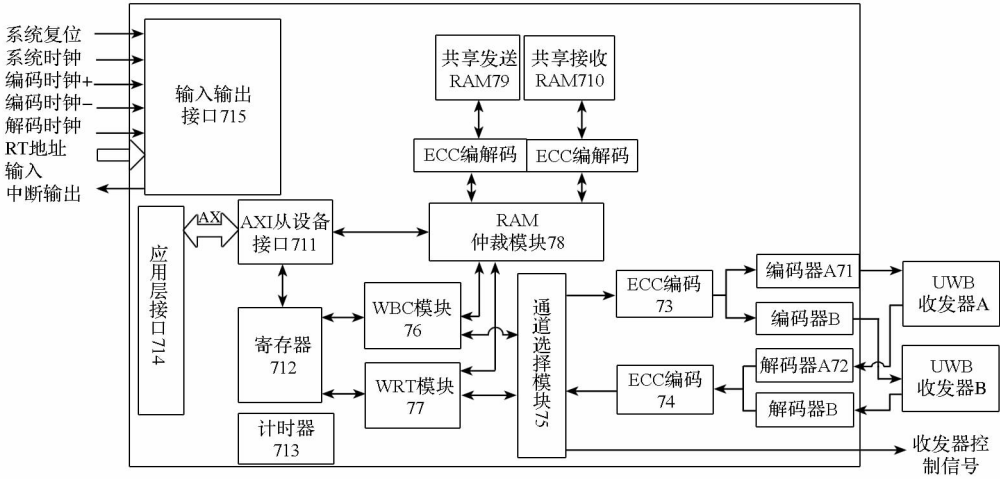 系统复位
系统时钟
编码时钟+
编码时钟−
解码时钟
RT地址
输入
中断输出
输入输出
接口715
共享发送
RAM79
共享接收
RAM710
ECC编解码
ECC编解码
AX
AXI从设备
接口711
RAM
仲裁模块78
应用层接口714
寄存器
712
计时器
713
WBC模块
76
WRT模块
77
通道选择模块75
ECC编码
73
ECC编码
74
编码器A71
编码器B
解码器A72
解码器B
UWB
收发器A
UWB
收发器B
收发器控
制信号